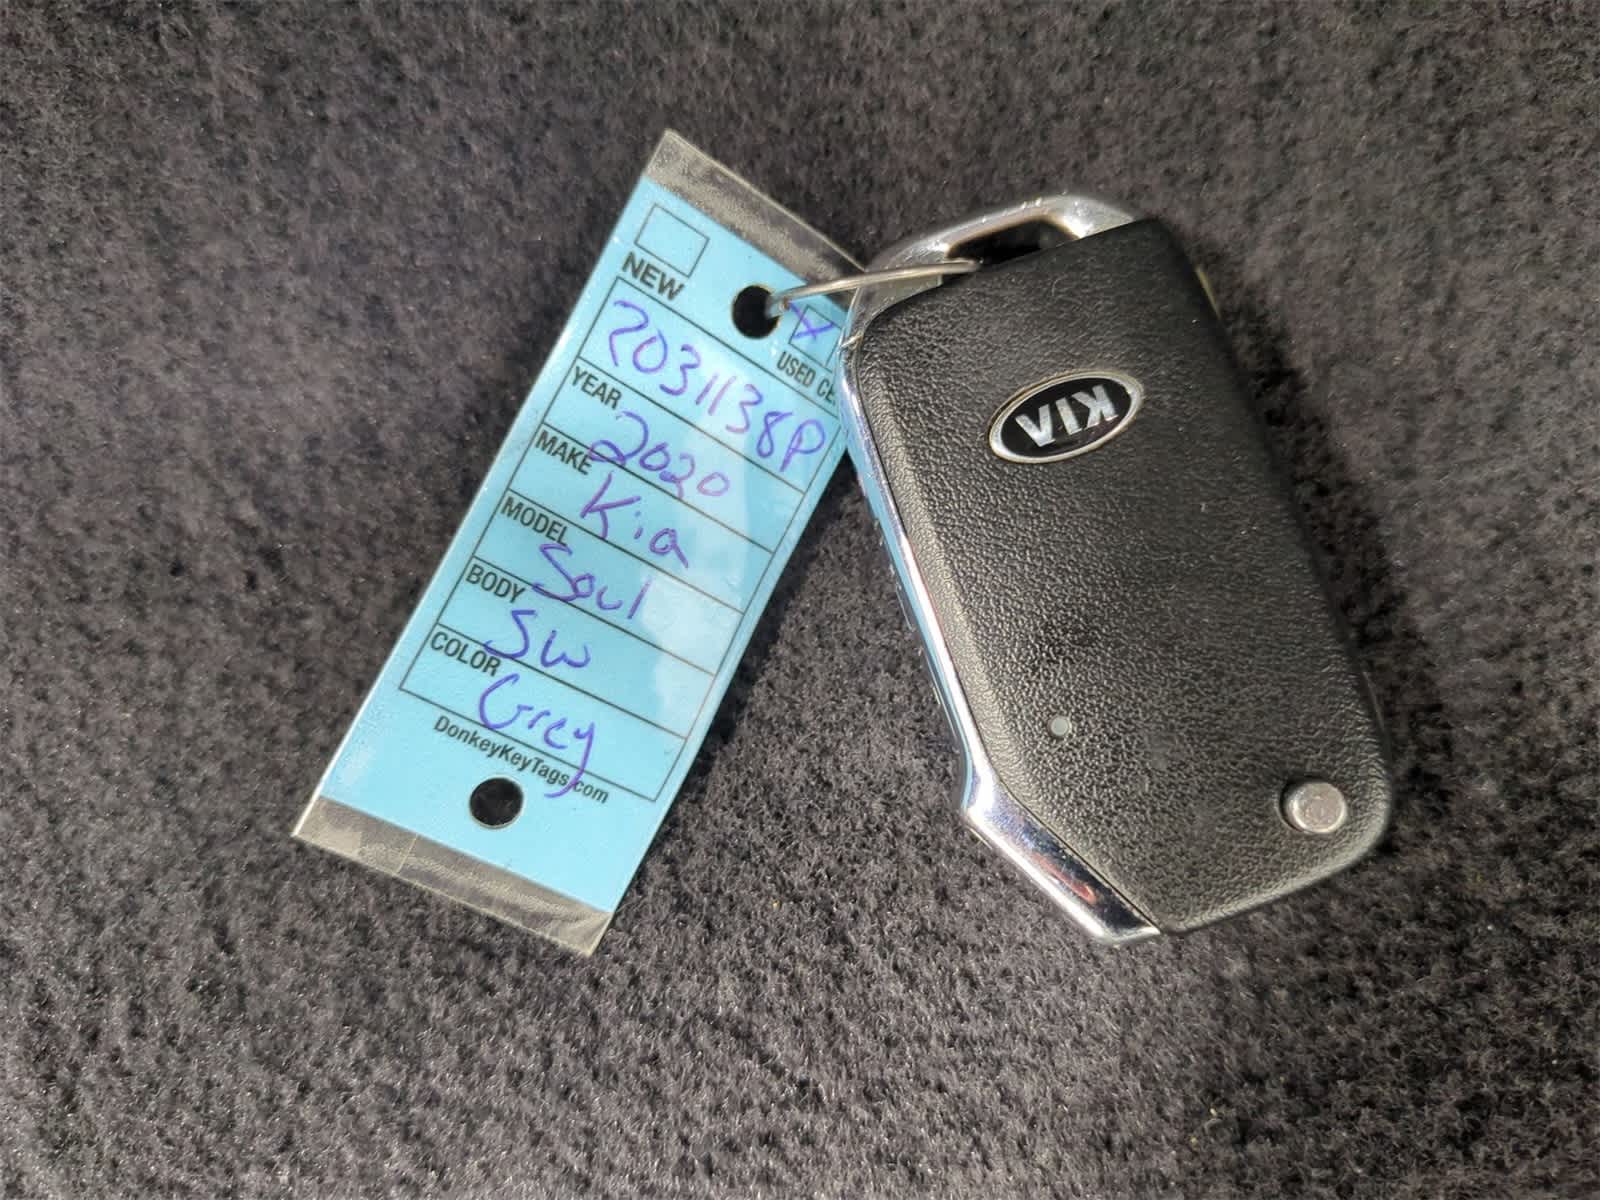 NEW
X
USED CE
2031138P
YEAR 2020
MAKE Kia
MODEL Soul
BODY SW
COLOR Grey
DonkeyKeyTags.com
KIA